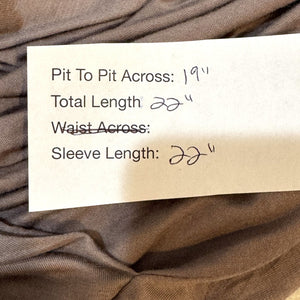 Pit To Pit Across: 19"
Total Length 22"
Waist Across:
Sleeve Length: 22"